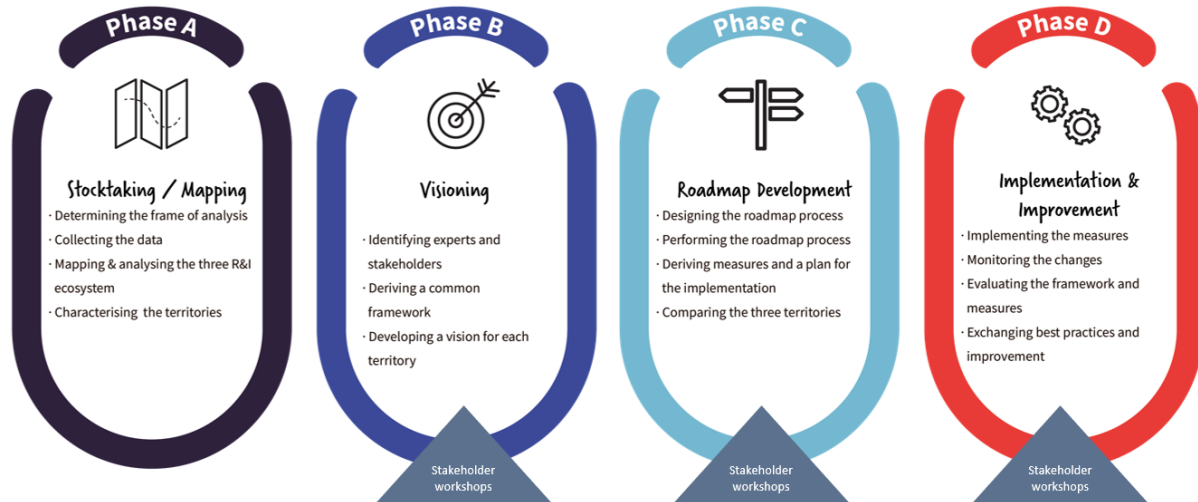 Phase A
Stocktaking / Mapping
· Determining the frame of analysis
· Collecting the data
· Mapping & analysing the three R&I
ecosystem
· Characterising the territories
Phase B
Visioning
· Identifying experts and
stakeholders
· Deriving a common
framework
· Developing a vision for each
territory
Stakeholder
workshops
Phase C
Roadmap Development
· Designing the roadmap process
· Performing the roadmap process
· Deriving measures and a plan for
the implementation
· Comparing the three territories
Stakeholder
workshops
Phase D
Implementation &
Improvement
· Implementing the measures
· Monitoring the changes
· Evaluating the framework and
measures
· Exchanging best practices and
improvement
Stakeholder
workshops